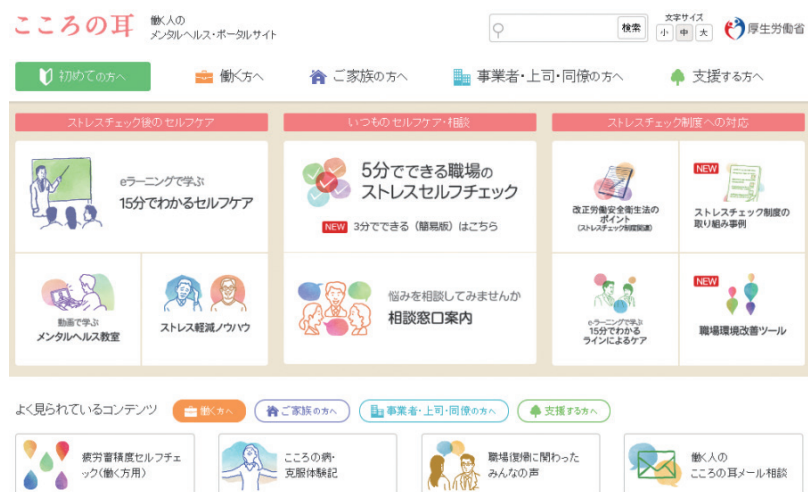 こころの耳
働く人の
メンタルヘルス・ポータルサイト
検索
文字サイズ
小 中 大
厚生労働省
初めての方へ
働く方へ
ご家族の方へ
事業者・上司・同僚の方へ
支援する方へ
ストレスチェック後のセルフケア
いつものセルフケア・相談
ストレスチェック制度への対応
eラーニングで学ぶ
15分でわかるセルフケア
5分でできる職場の
ストレスセルフチェック
NEW 3分でできる（簡易版）はこちら
改正労働安全衛生法の
ポイント
(ストレスチェック制度関連)
NEW
ストレスチェック制度の
取り組み事例
動画で学ぶ
メンタルヘルス教室
ストレス軽減ノウハウ
悩みを相談してみませんか
相談窓口案内
e-ラーニングで学ぶ
15分でわかる
ラインによるケア
NEW
職場環境改善ツール
よく見られているコンテンツ
働く方へ
ご家族の方へ
事業者・上司・同僚の方へ
支援する方へ
疲労蓄積度セルフチェ
ック(働く方用)
こころの病・
克服体験記
職場復帰に関わった
みんなの声
働く人の
こころの耳メール相談